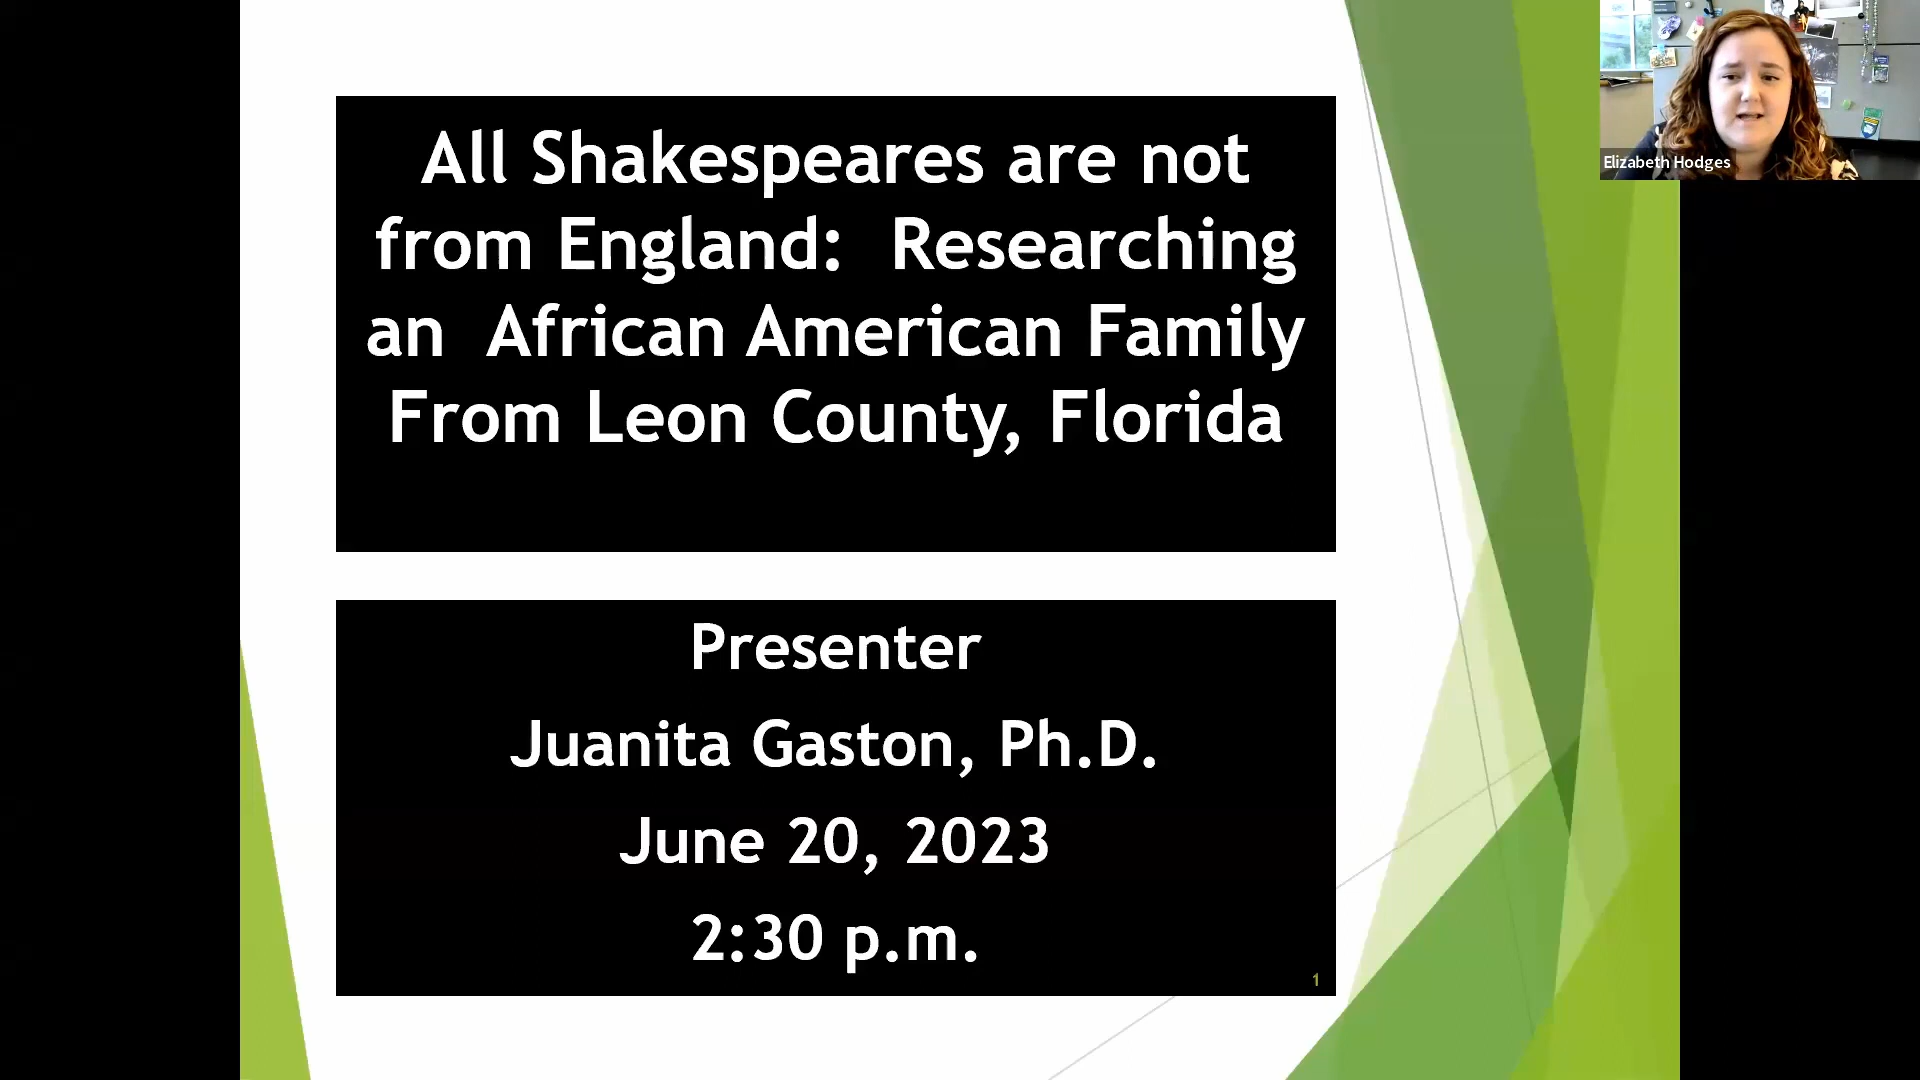 All Shakespeares are not
from England:  Researching
an  African American Family
From Leon County, Florida
Presenter
Juanita Gaston, Ph.D.
June 20, 2023
2:30 p.m.
1
Elizabeth Hodges